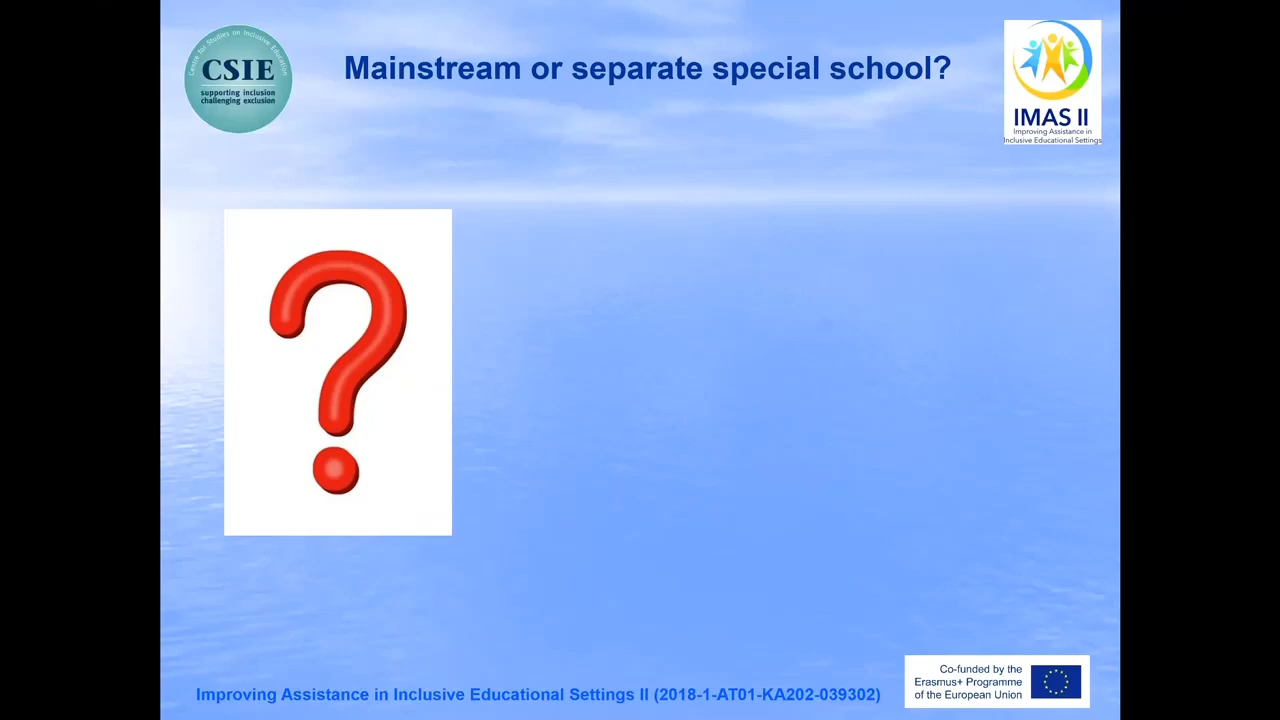 Centre for Studies on Inclusive Education
CSIE
supporting inclusion
challenging exclusion
Mainstream or separate special school?
IMAS II
Improving Assistance in
Inclusive Educational Settings
Co-funded by the
Erasmus+ Programme
of the European Union
Improving Assistance in Inclusive Educational Settings II (2018-1-AT01-KA202-039302)